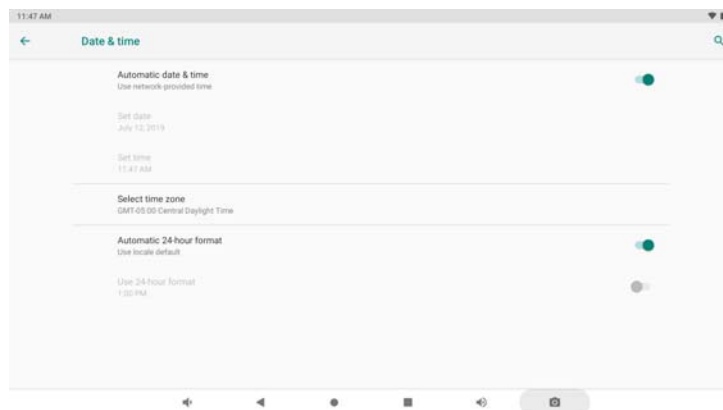 11:47 AM
Date & time
Automatic date & time
Use network-provided time
Set date
July 12, 2019
Set time
11:47 AM
Select time zone
GMT-05:00 Central Daylight Time
Automatic 24-hour format
Use locale default
Use 24-hour format
1:00 PM